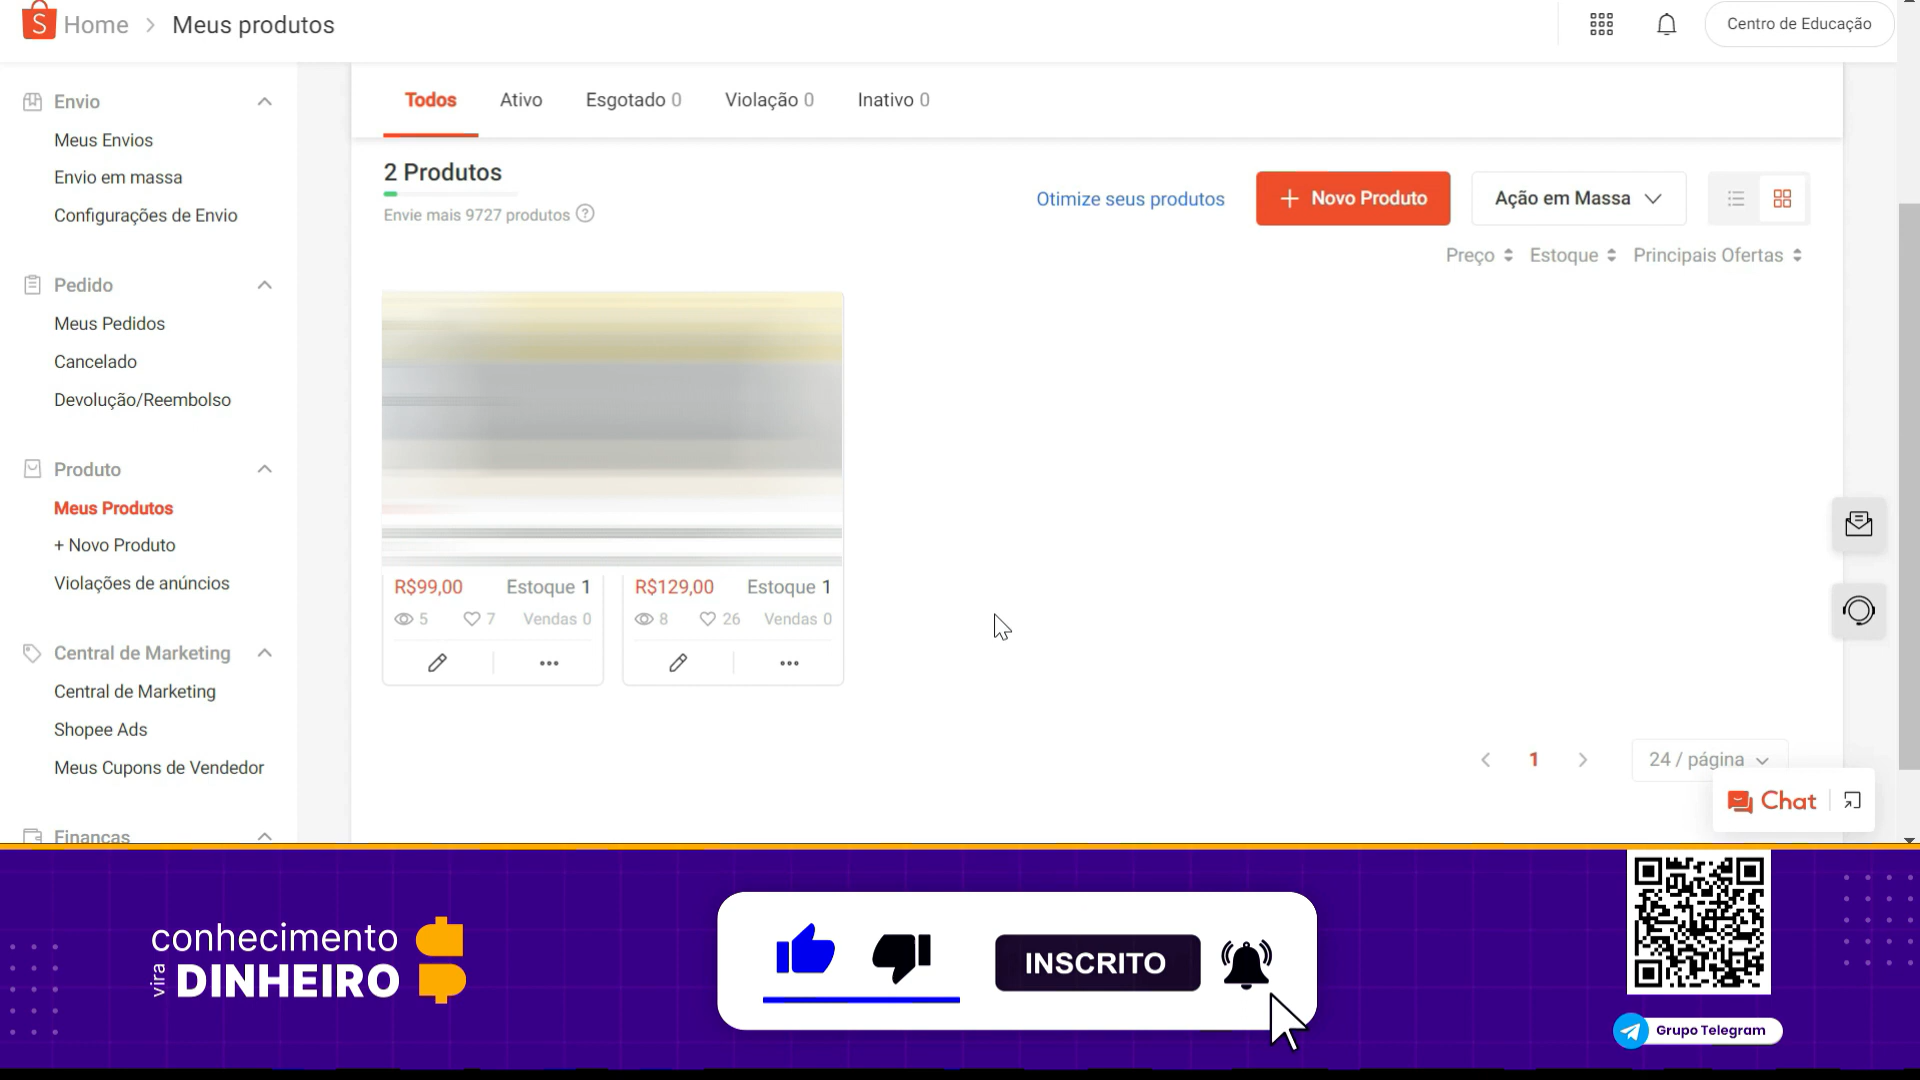 Home > Meus produtos
Centro de Educação
Envio
Meus Envios
Envio em massa
Configurações de Envio
Pedido
Meus Pedidos
Cancelado
Devolução/Reembolso
Produto
Meus Produtos
+ Novo Produto
Violações de anúncios
Central de Marketing
Central de Marketing
Shopee Ads
Meus Cupons de Vendedor
Finanças
Todos
Ativo
Esgotado 0
Violação 0
Inativo 0
2 Produtos
Envie mais 9727 produtos ?
Otimize seus produtos
+ Novo Produto
Ação em Massa
Preço
Estoque
Principais Ofertas
R$99,00 Estoque 1
5 7 Vendas 0
R$129,00 Estoque 1
8 26 Vendas 0
1
24 / página
Chat
conhecimento
vira DINHEIRO
INSCRITO
Grupo Telegram